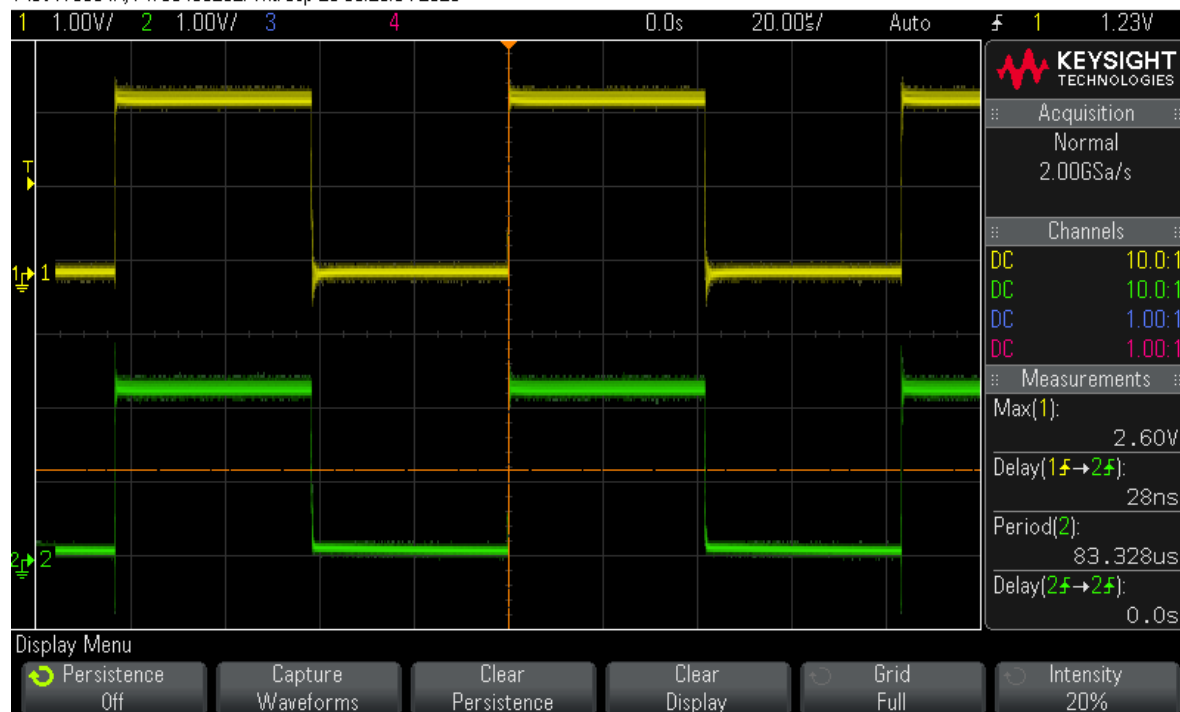 1 1.00V/ 2 1.00V/ 3 4 0.0s 20.00s/ Auto 1 1.23V
KEYSIGHT
TECHNOLOGIES
Acquisition
Normal
2.00GSa/s
Channels
DC 10.0:1
DC 10.0:1
DC 1.00:1
DC 1.00:1
Measurements
Max(1):
2.60V
Delay(1→2):
28ns
Period(2):
83.328us
Delay(2→2):
0.0s
T
1
2
Display Menu
Persistence
Off
Capture
Waveforms
Clear
Persistence
Clear
Display
Grid
Full
Intensity
20%